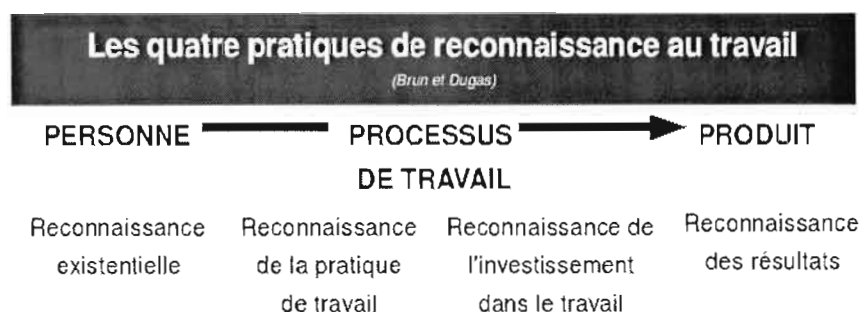 Les quatre pratiques de reconnaissance au travail
(Brun et Dugas)
PERSONNE PROCESSUS PRODUIT
DE TRAVAIL
Reconnaissance Reconnaissance Reconnaissance de Reconnaissance
existentielle de la pratique l'investissement des résultats
de travail dans le travail